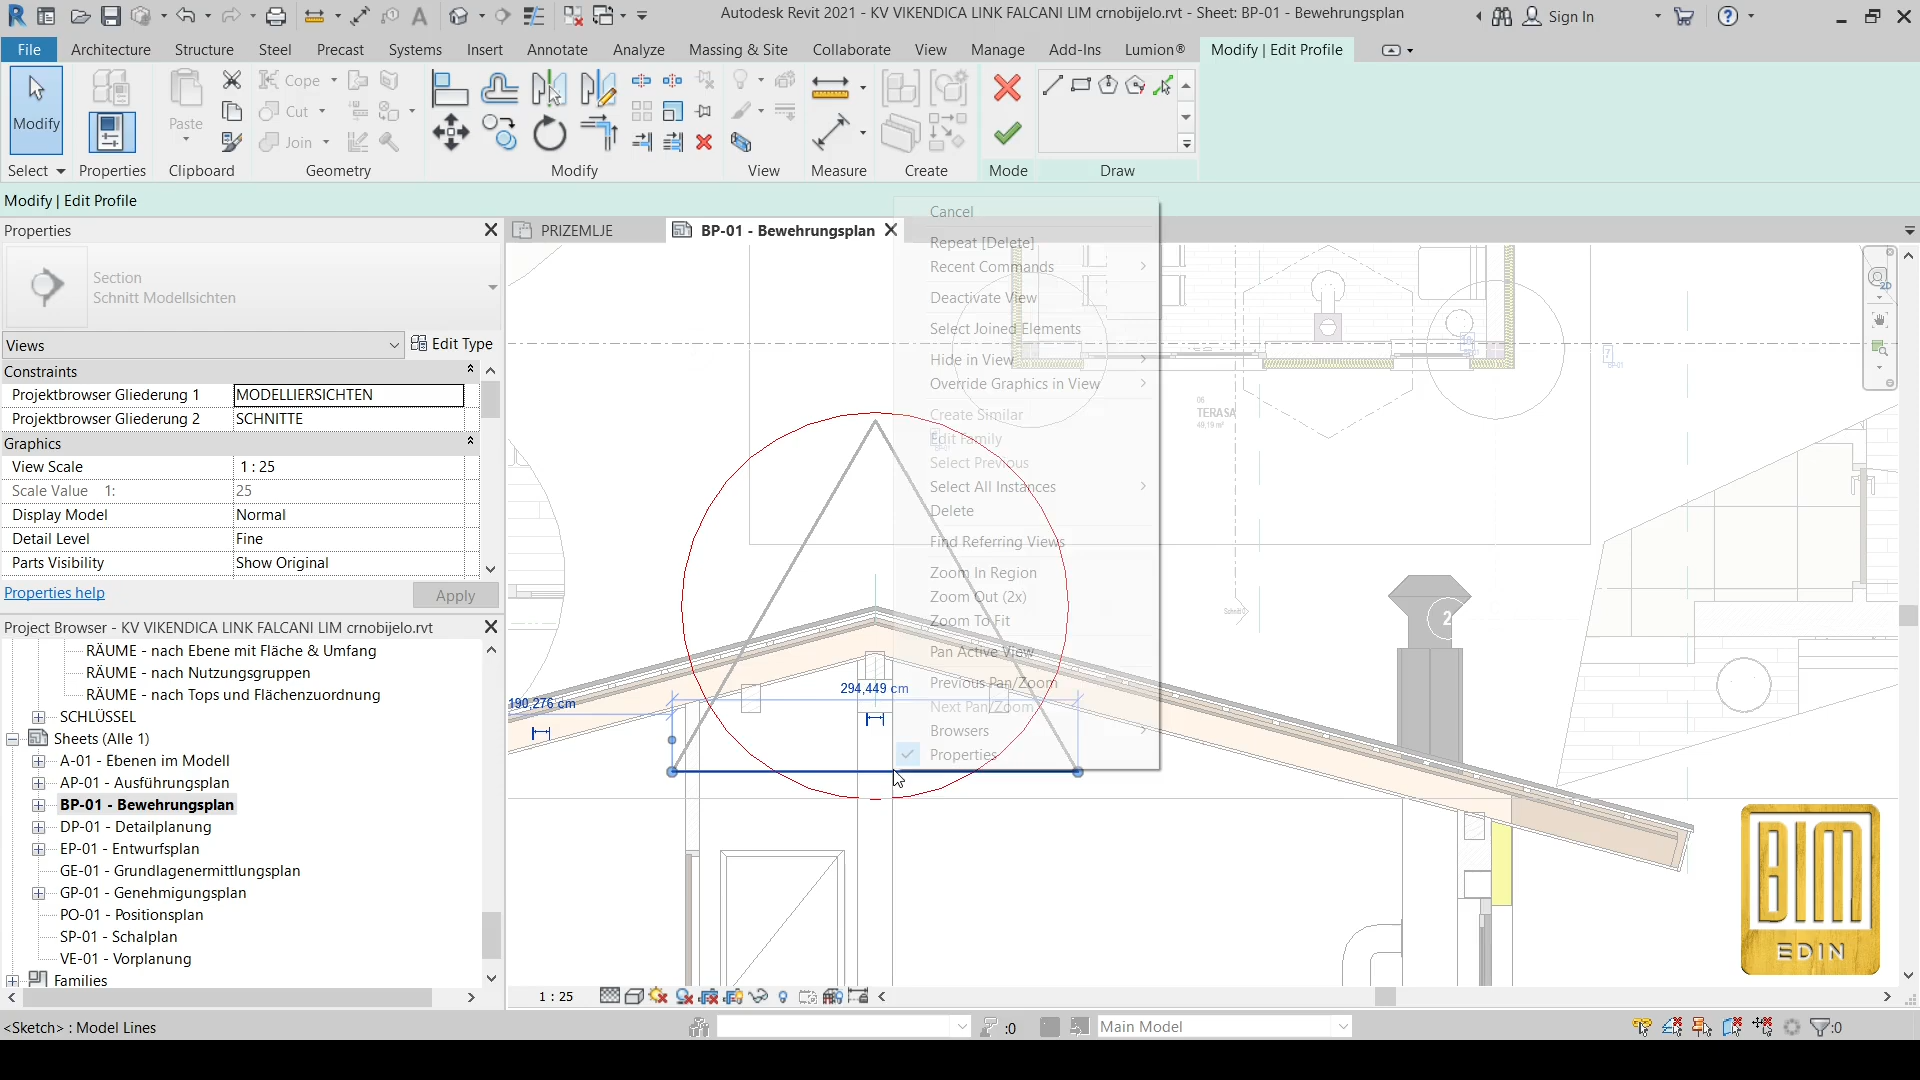 Autodesk Revit 2021 - KV VIKENDICA LINK FALCANI LIM crnobijelo.rvt - Sheet: BP-01 - Bewehrungsplan
Sign In
File
Architecture
Structure
Steel
Precast
Systems
Insert
Annotate
Analyze
Massing & Site
Collaborate
View
Manage
Add-Ins
Lumion®
Modify | Edit Profile
Modify
Paste
Cope
Cut
Join
Select
Properties
Clipboard
Geometry
Modify
View
Measure
Create
Mode
Draw
Modify | Edit Profile
Properties
PRIZEMLJE
BP-01 - Bewehrungsplan
Section
Schnitt Modellsichten
Views
Edit Type
Constraints
Projektbrowser Gliederung 1
MODELLIERSICHTEN
Projektbrowser Gliederung 2
SCHNITTE
Graphics
View Scale
1 : 25
Scale Value 1:
25
Display Model
Normal
Detail Level
Fine
Parts Visibility
Show Original
Properties help
Apply
Project Browser - KV VIKENDICA LINK FALCANI LIM crnobijelo.rvt
RÄUME - nach Ebene mit Fläche & Umfang
RÄUME - nach Nutzungsgruppen
RÄUME - nach Tops und Flächenzuordnung
SCHLÜSSEL
Sheets (Alle 1)
A-01 - Ebenen im Modell
AP-01 - Ausführungsplan
BP-01 - Bewehrungsplan
DP-01 - Detailplanung
EP-01 - Entwurfsplan
GE-01 - Grundlagenermittlungsplan
GP-01 - Genehmigungsplan
PO-01 - Positionsplan
SP-01 - Schalplan
VE-01 - Vorplanung
Families
Cancel
Repeat [Delete]
Recent Commands
Deactivate View
Select Joined Elements
Hide in View
Override Graphics in View
Create Similar
Edit Family
Select Previous
Select All Instances
Delete
Find Referring Views
Zoom In Region
Zoom Out (2x)
Zoom To Fit
Pan Active View
Previous Pan/Zoom
Next Pan/Zoom
Browsers
Properties
190,276 cm
294,449 cm
06
TERASA
40,19 m²
7
2D
2
BIM
EDIN
1 : 25
<Sketch> : Model Lines
:0
Main Model
:0